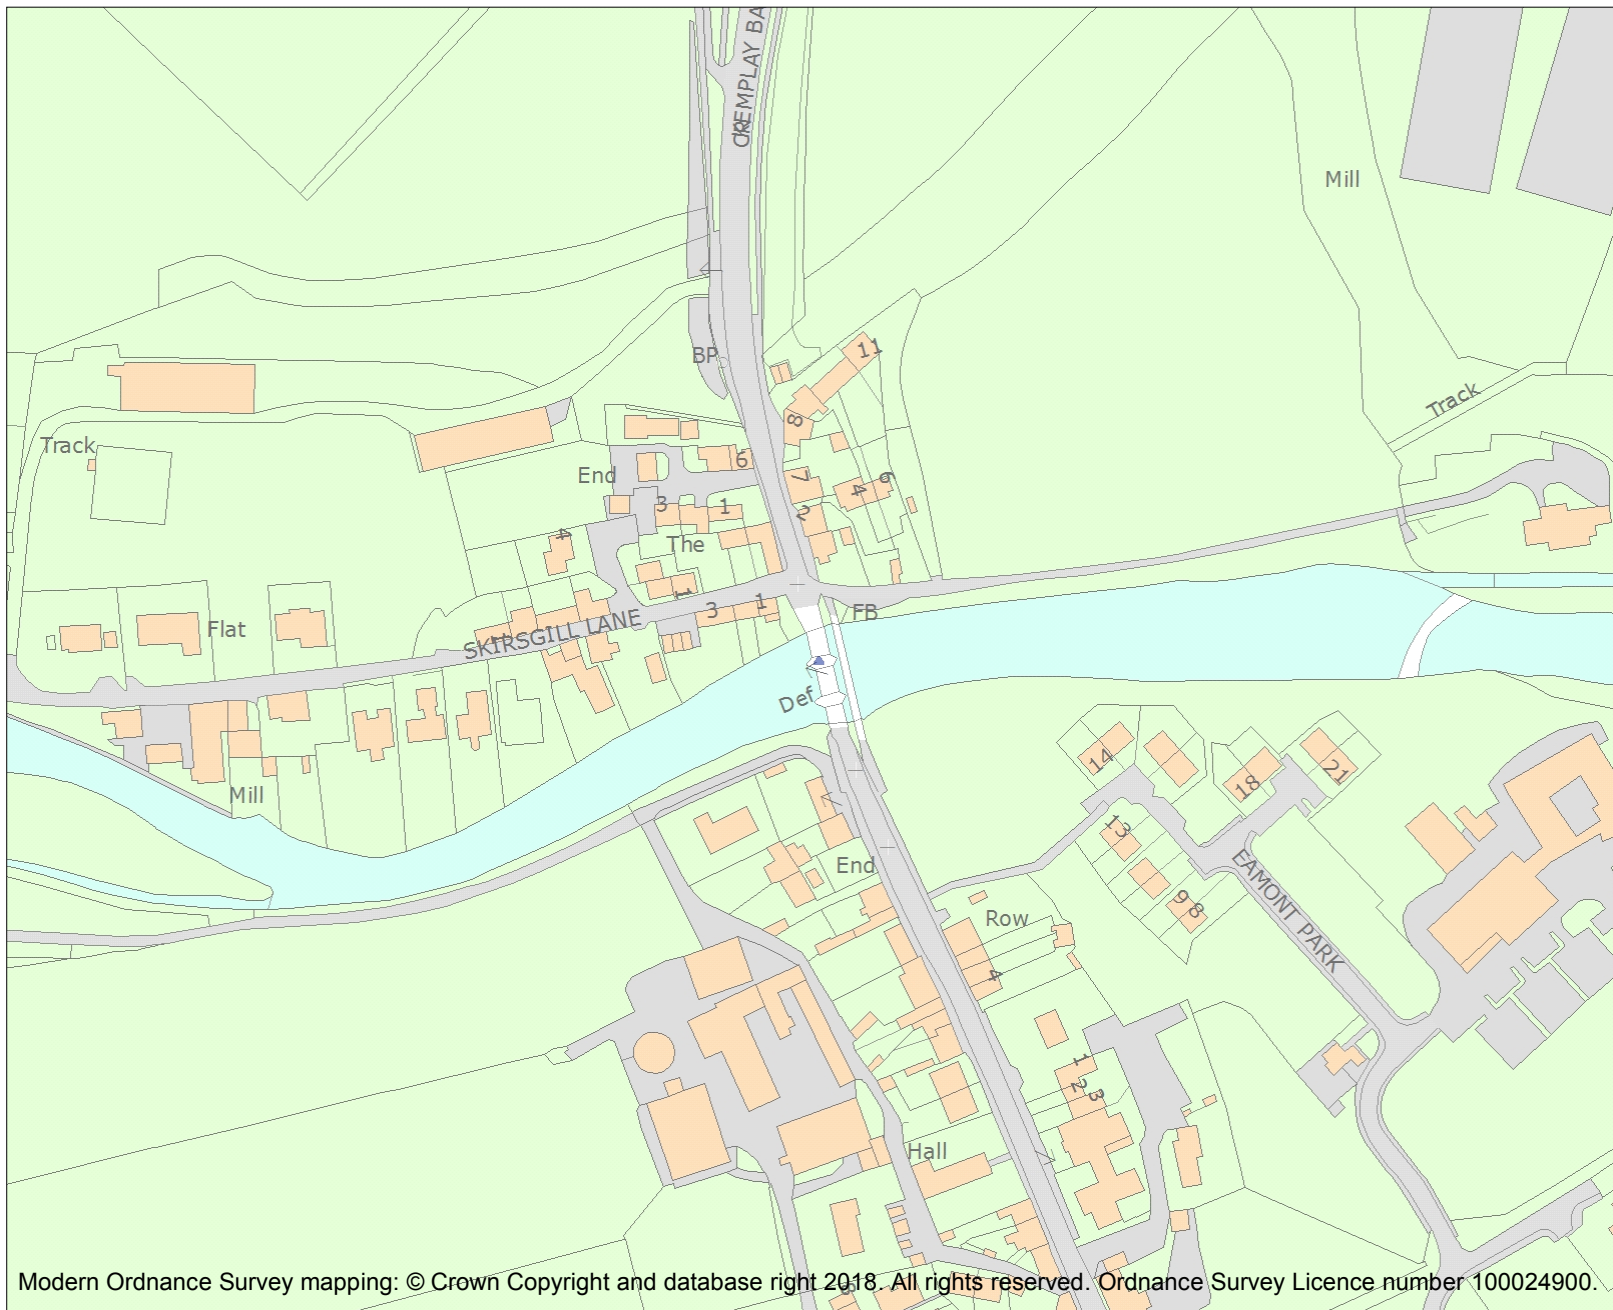 KEMPLAY BA
Mill
BP
11
Track
8
Track
End
6
7
4
6
3
1
2
4
The
1
3
1
FB
Flat
SKIRSGILL LANE
Def
14
21
18
Mill
13
EAMONT PARK
End
9
8
Row
4
1
2
3
Hall
Modern Ordnance Survey mapping: © Crown Copyright and database right 2018. All rights reserved. Ordnance Survey Licence number 100024900.